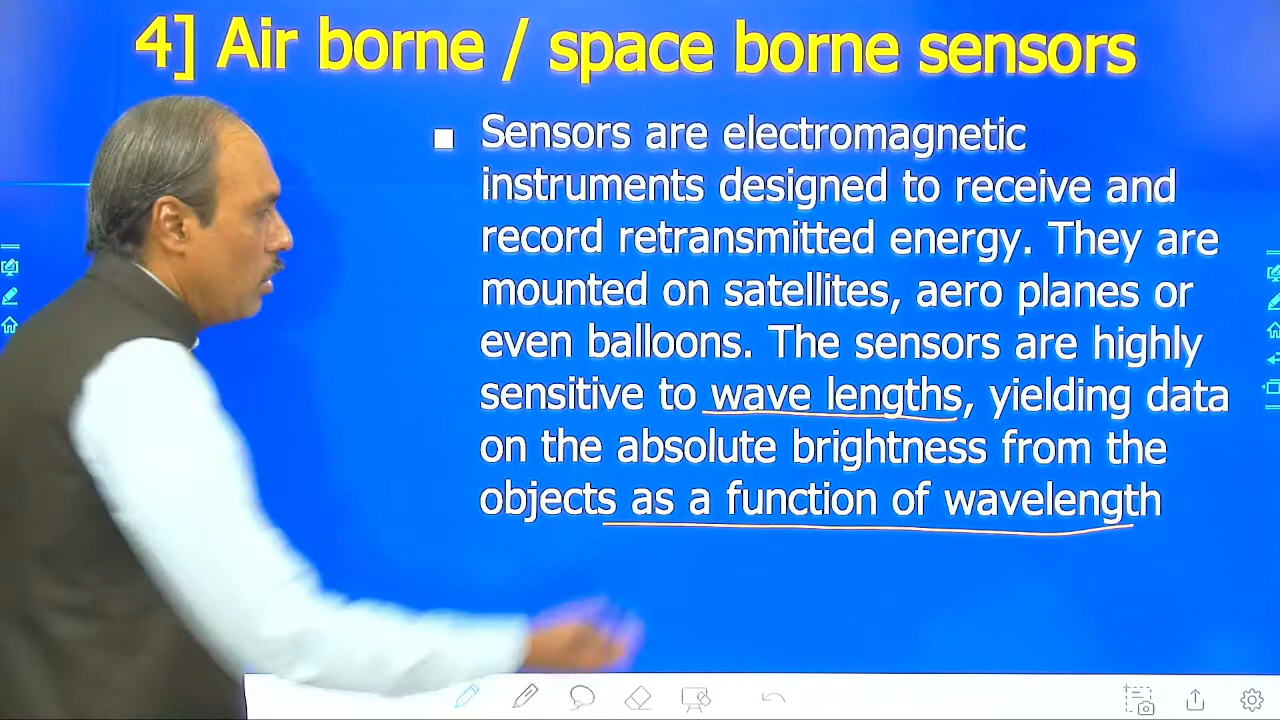 4] Air borne / space borne sensors
Sensors are electromagnetic
instruments designed to receive and
record retransmitted energy. They are
mounted on satellites, aero planes or
even balloons. The sensors are highly
sensitive to wave lengths, yielding data
on the absolute brightness from the
objects as a function of wavelength